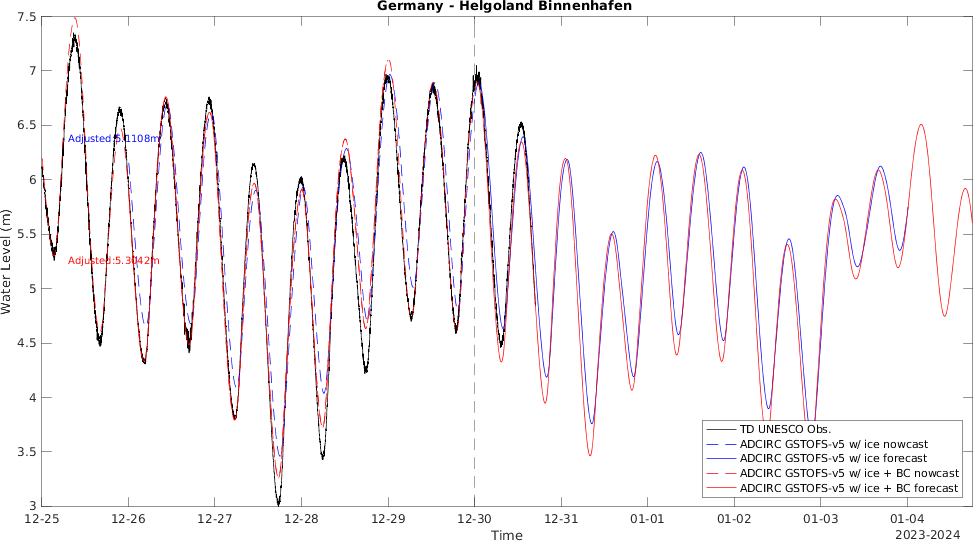 Germany - Helgoland Binnenhafen
7.5
7
6.5
6
5.5
5
4.5
4
3.5
3
Water Level (m)
Adjusted:5.1108m
Adjusted:5.3042m
TD UNESCO Obs.
ADCIRC GSTOFS-v5 w/ ice nowcast
ADCIRC GSTOFS-v5 w/ ice forecast
ADCIRC GSTOFS-v5 w/ ice + BC nowcast
ADCIRC GSTOFS-v5 w/ ice + BC forecast
12-25 12-26 12-27 12-28 12-29 12-30 12-31 01-01 01-02 01-03 01-04
Time
2023-2024